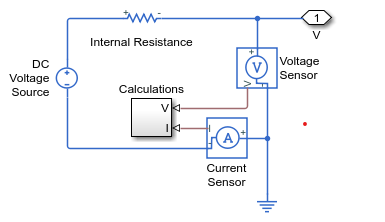 + -
1
V
Internal Resistance
DC
Voltage
Source
+
-
+
V
V
-
Voltage
Sensor
Calculations
V
I
I
A
+
-
Current
Sensor